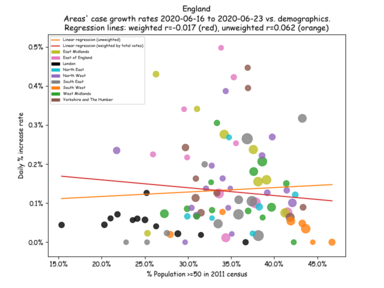 England
Areas' case growth rates 2020-06-16 to 2020-06-23 vs. demographics.
Regression lines: weighted r=-0.017 (red), unweighted r=0.062 (orange)
Linear regression (unweighted)
Linear regression (weighted by total votes)
East Midlands
East of England
London
North East
North West
South East
South West
West Midlands
Yorkshire and The Humber
Daily % increase rate
0.5%
0.4%
0.3%
0.2%
0.1%
0.0%
15.0%
20.0%
25.0%
30.0%
35.0%
40.0%
45.0%
% Population >=50 in 2011 census